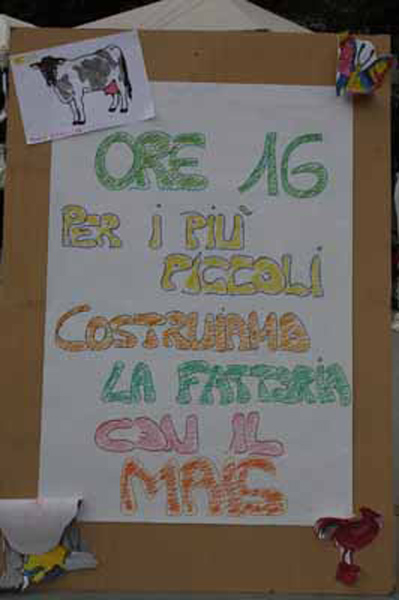 ORE 16
PER I PIÙ
PICCOLI
COSTRUIAMO
LA FATTORIA
CON IL
MAIS